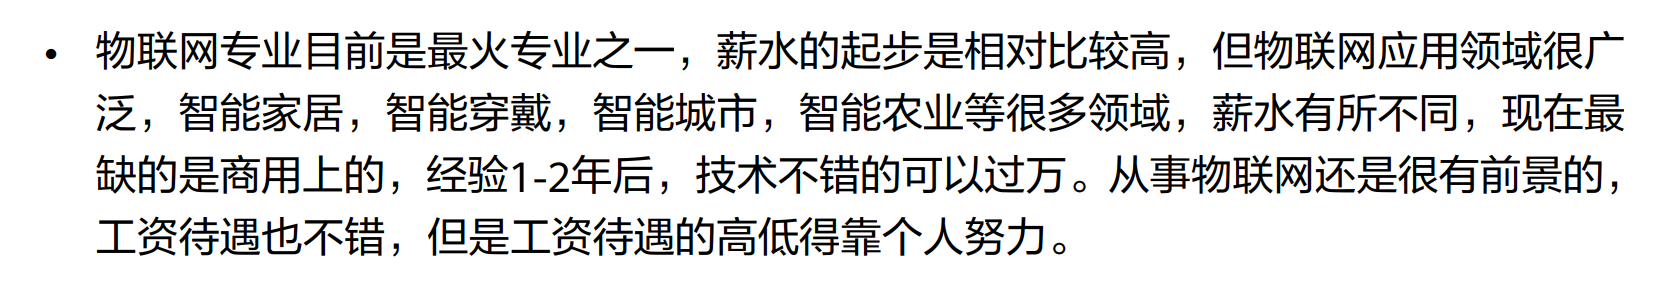 • 物联网专业目前是最火专业之一，薪水的起步是相对比较高，但物联网应用领域很广
泛，智能家居，智能穿戴，智能城市，智能农业等很多领域，薪水有所不同，现在最
缺的是商用上的，经验1-2年后，技术不错的可以过万。从事物联网还是很有前景的，
工资待遇也不错，但是工资待遇的高低得靠个人努力。